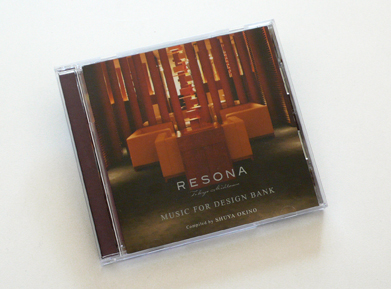 RESONA
MUSIC FOR DESIGN BANK
Compiled by SHUYA OKINO